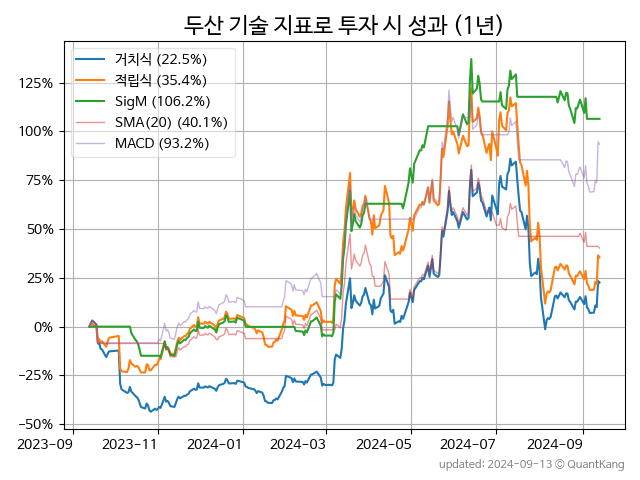 두산 기술 지표로 투자 시 성과 (1년)
거치식 (22.5%)
적립식 (35.4%)
SigM (106.2%)
SMA(20) (40.1%)
MACD (93.2%)
125%
100%
75%
50%
25%
0%
−25%
−50%
2023-09
2023-11
2024-01
2024-03
2024-05
2024-07
2024-09
updated: 2024-09-13 © QuantKang